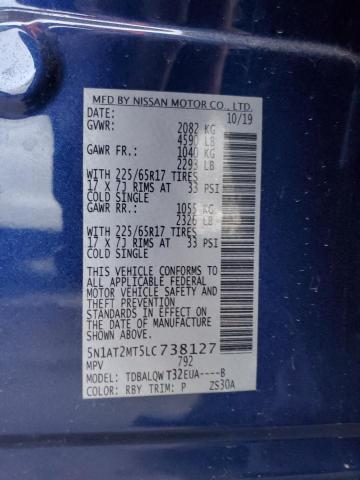 MFD BY NISSAN MOTOR CO., LTD.
DATE: 10/19
GVWR: 2082 KG
4590 LB
GAWR FR.: 1040 KG
2293 LB
WITH 225/65R17 TIRES
17 X 7J RIMS AT 33 PSI
COLD SINGLE
GAWR RR.: 1055 KG
2326 LB
WITH 225/65R17 TIRES
17 X 7J RIMS AT 33 PSI
COLD SINGLE
THIS VEHICLE CONFORMS TO
ALL APPLICABLE FEDERAL
MOTOR VEHICLE SAFETY AND
THEFT PREVENTION
STANDARDS IN EFFECT ON
THE DATE OF MANUFACTURE
SHOWN ABOVE.
5N1AT2MT5LC738127
MPV 792
MODEL: TDBALQWT32EUA----B
COLOR: RBY TRIM: P ZS30A